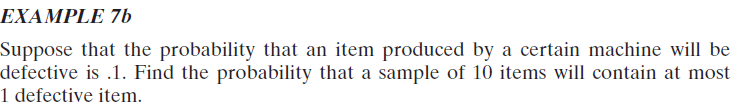 EXAMPLE 7b
Suppose that the probability that an item produced by a certain machine will be
defective is .1. Find the probability that a sample of 10 items will contain at most
1 defective item.